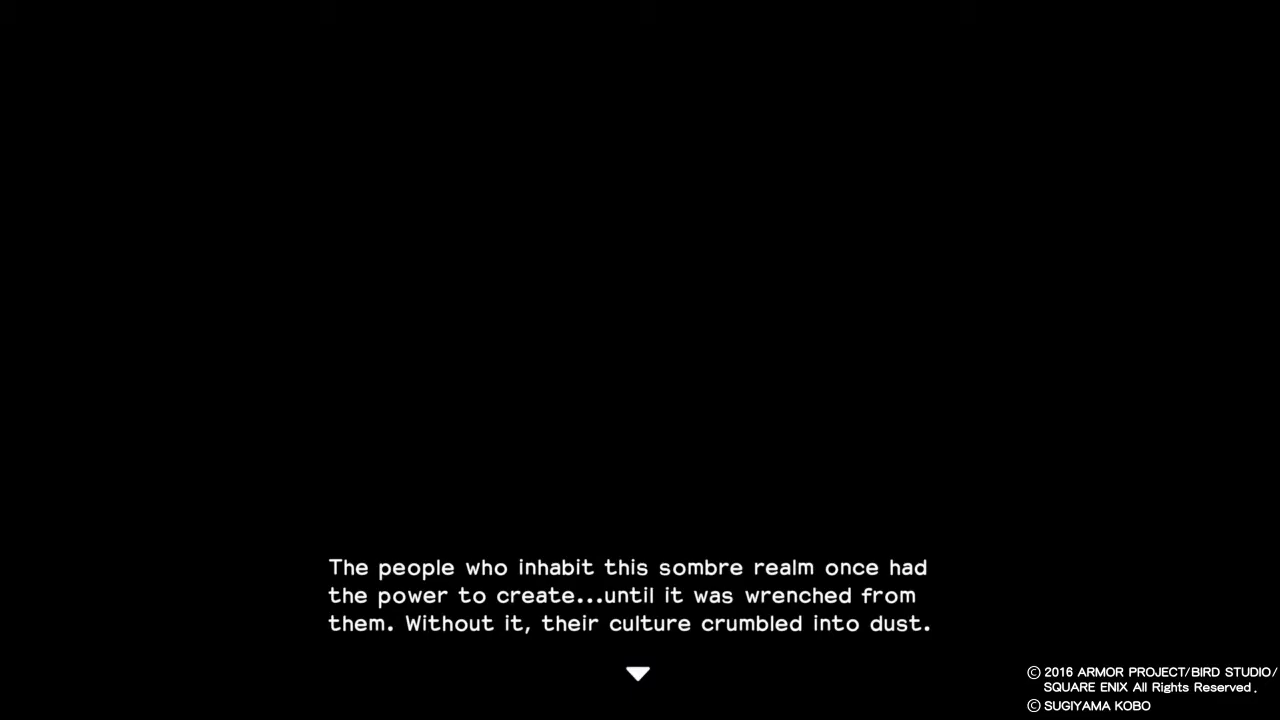 The people who inhabit this sombre realm once had
the power to create...until it was wrenched from
them. Without it, their culture crumbled into dust.
© 2016 ARMOR PROJECT/BIRD STUDIO/
SQUARE ENIX All Rights Reserved.
© SUGIYAMA KOBO